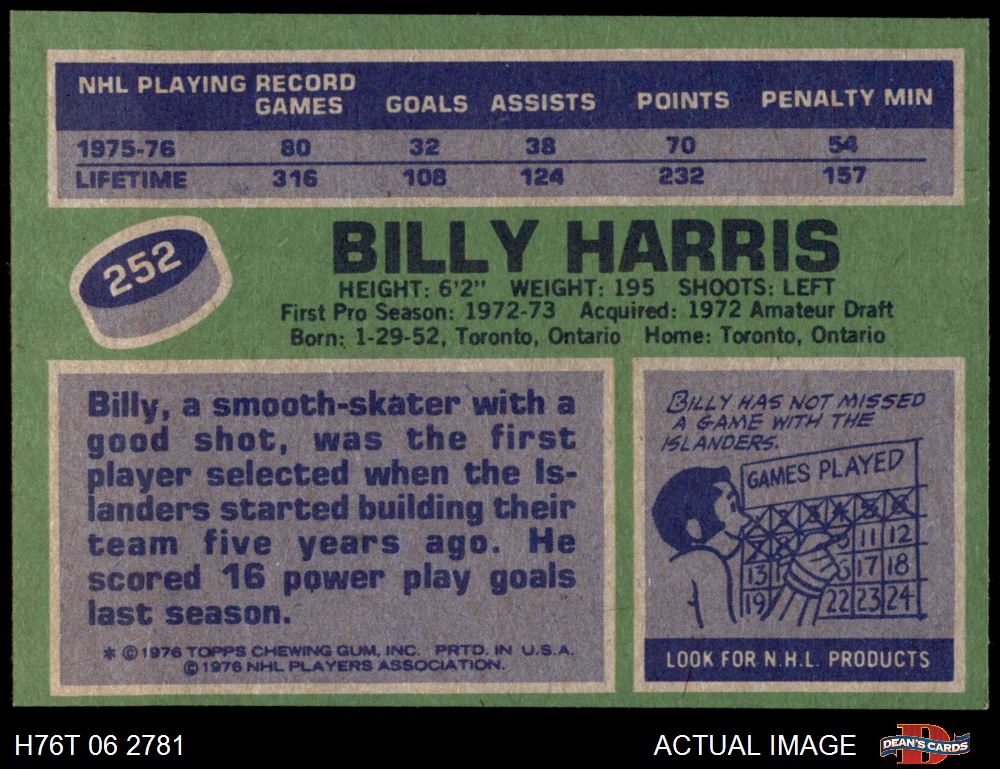 NHL PLAYING RECORD
GAMES GOALS ASSISTS POINTS PENALTY MIN
1975-76 80 32 38 70 54
LIFETIME 316 108 124 232 157
252
BILLY HARRIS
HEIGHT: 6'2" WEIGHT: 195 SHOOTS: LEFT
First Pro Season: 1972-73 Acquired: 1972 Amateur Draft
Born: 1-29-52, Toronto, Ontario Home: Toronto, Ontario
Billy, a smooth-skater with a
good shot, was the first
player selected when the Is-
landers started building their
team five years ago. He
scored 16 power play goals
last season.
* © 1976 TOPPS CHEWING GUM, INC. PRTD. IN U.S.A.
© 1976 NHL PLAYERS ASSOCIATION.
BILLY HAS NOT MISSED
A GAME WITH THE
ISLANDERS.
GAMES PLAYED
11 12
13 17 18
19 22 23 24
LOOK FOR N.H.L. PRODUCTS
H76T 06 2781
ACTUAL IMAGE
DEAN'S CARDS